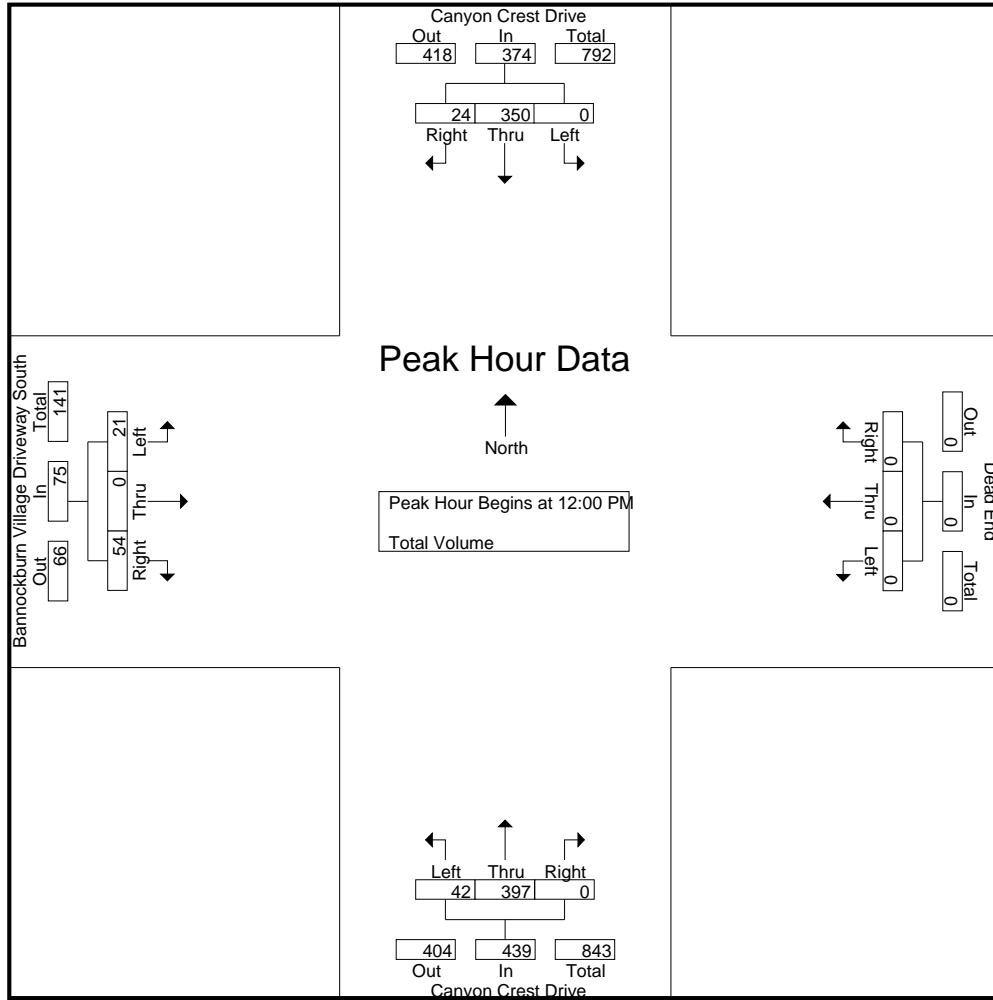 Canyon Crest Drive
Out In Total
418 374 792
24 350 0
Right Thru Left
Peak Hour Data
North
Peak Hour Begins at 12:00 PM
Total Volume
Bannockburn Village Driveway South
Total In Out
141 75 66
21 0 54
Left Thru Right
Right Thru Left
0 0 0
Out In Total
0 0 0
Dead End
Left Thru Right
42 397 0
404 439 843
Out In Total
Canyon Crest Drive